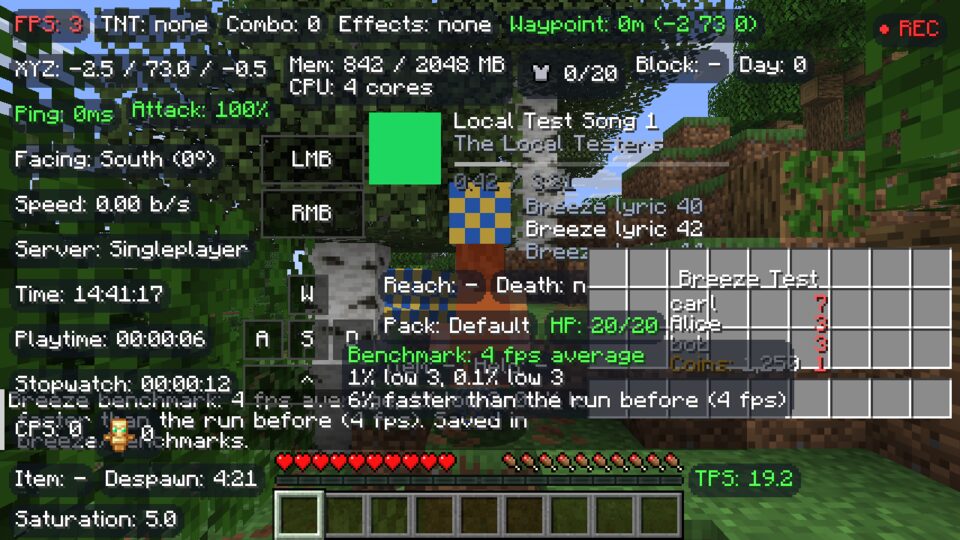 FPS: 3 TNT: none Combo: 0 Effects: none Waypoint: 0m (-2 73 0) REC
XYZ: -2.5 / 73.0 / -0.5
Mem: 842 / 2048 MB
CPU: 4 cores
0/20
Block: - Day: 0
Ping: 0ms
Attack: 100%
Local Test Song 1
The Local Testers
0:42 / 3:21
Facing: South (0°)
LMB
Speed: 0.00 b/s
RMB
Breeze lyric 40
Breeze lyric 42
Server: Singleplayer
Breeze
Time: 14:41:17
W
Reach: - Death: n
Breeze Test
carl 7
Alice 3
bob 3
Coins: 1,250 1
Pack: Default HP: 20/20
Playtime: 00:00:06
A S D
Benchmark: 4 fps average
1% low 3, 0.1% low 3
6% faster than the run before (4 fps)
Stopwatch: 00:00:12
^
Breeze benchmark: 4 fps
than the run before (4 fps). Saved in
CPS: 0
0
Item: - Despawn: 4:21
TPS: 19.2
Saturation: 5.0